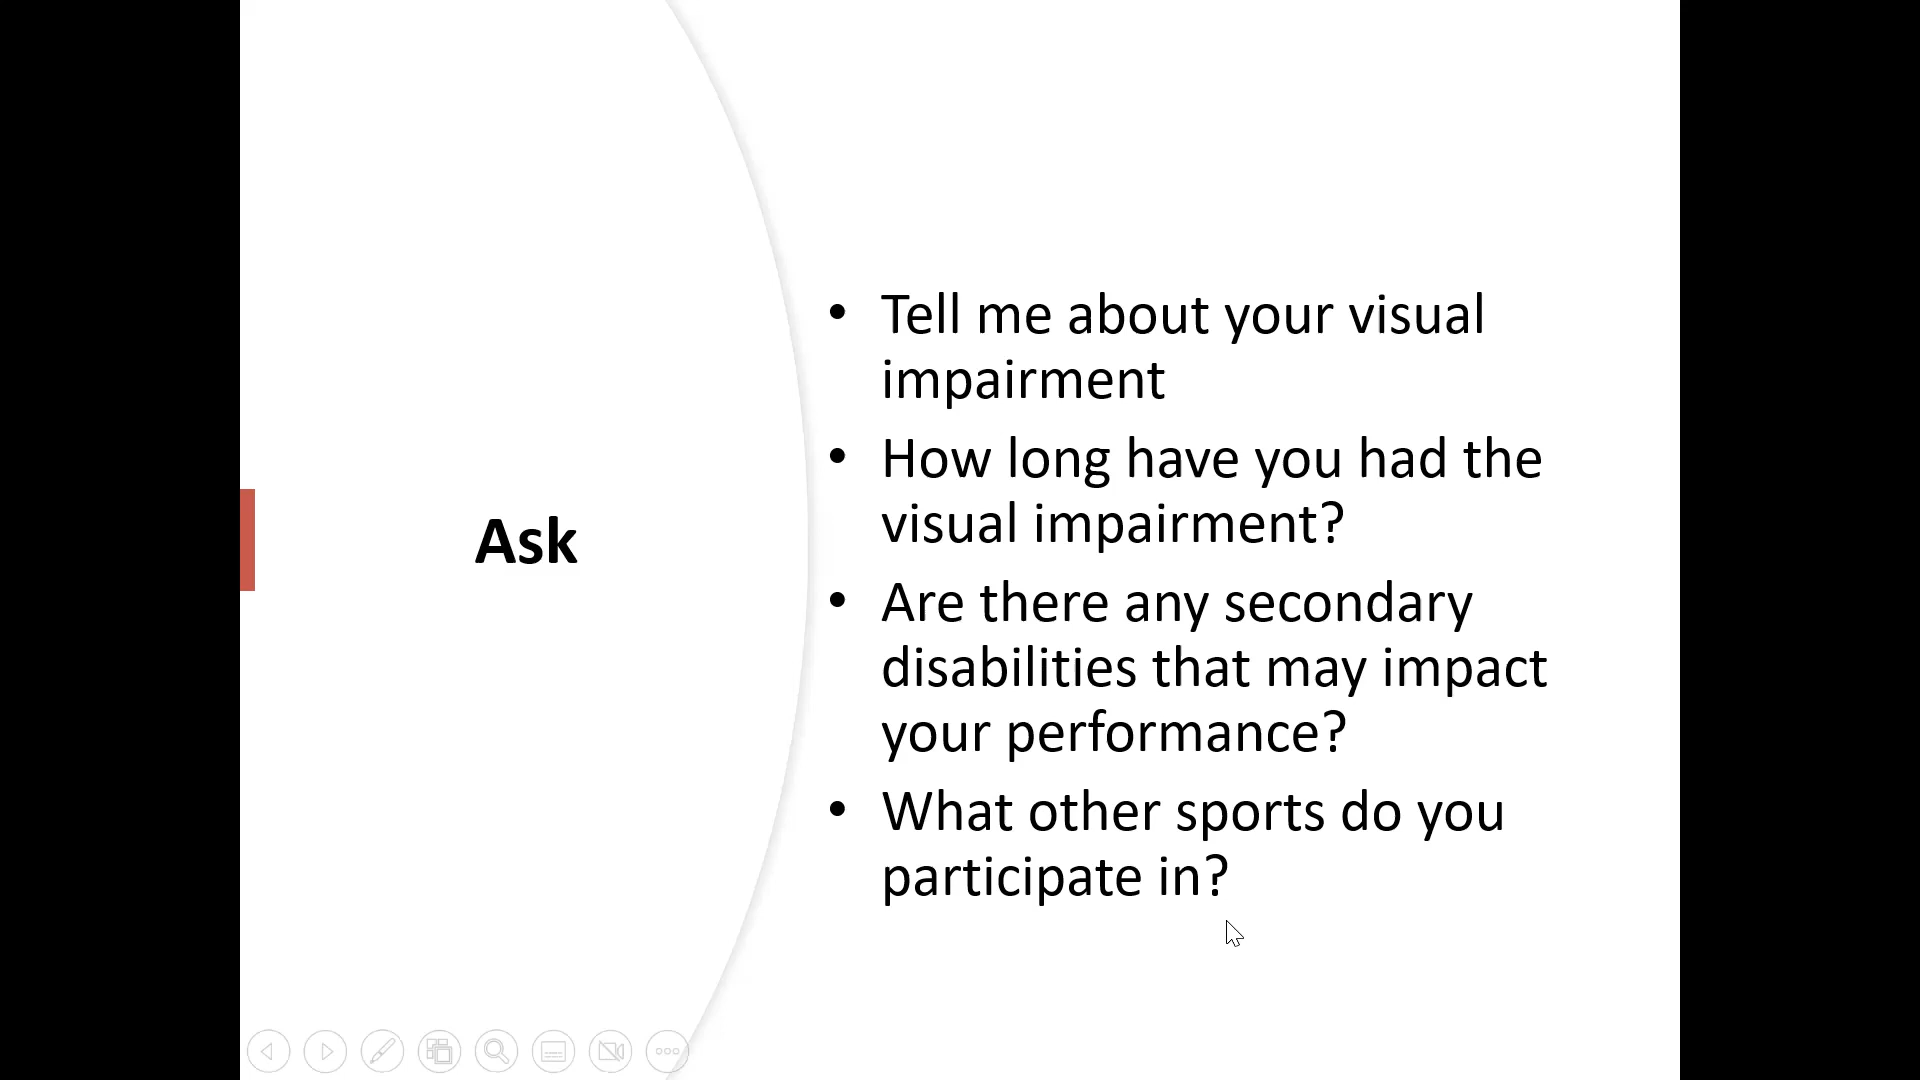 Ask
• Tell me about your visual
impairment
• How long have you had the
visual impairment?
• Are there any secondary
disabilities that may impact
your performance?
• What other sports do you
participate in?